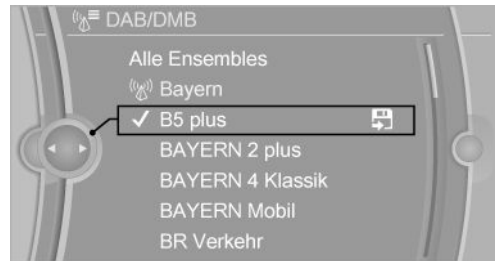 DAB/DMB
Alle Ensembles
Bayern
B5 plus
BAYERN 2 plus
BAYERN 4 Klassik
BAYERN Mobil
BR Verkehr